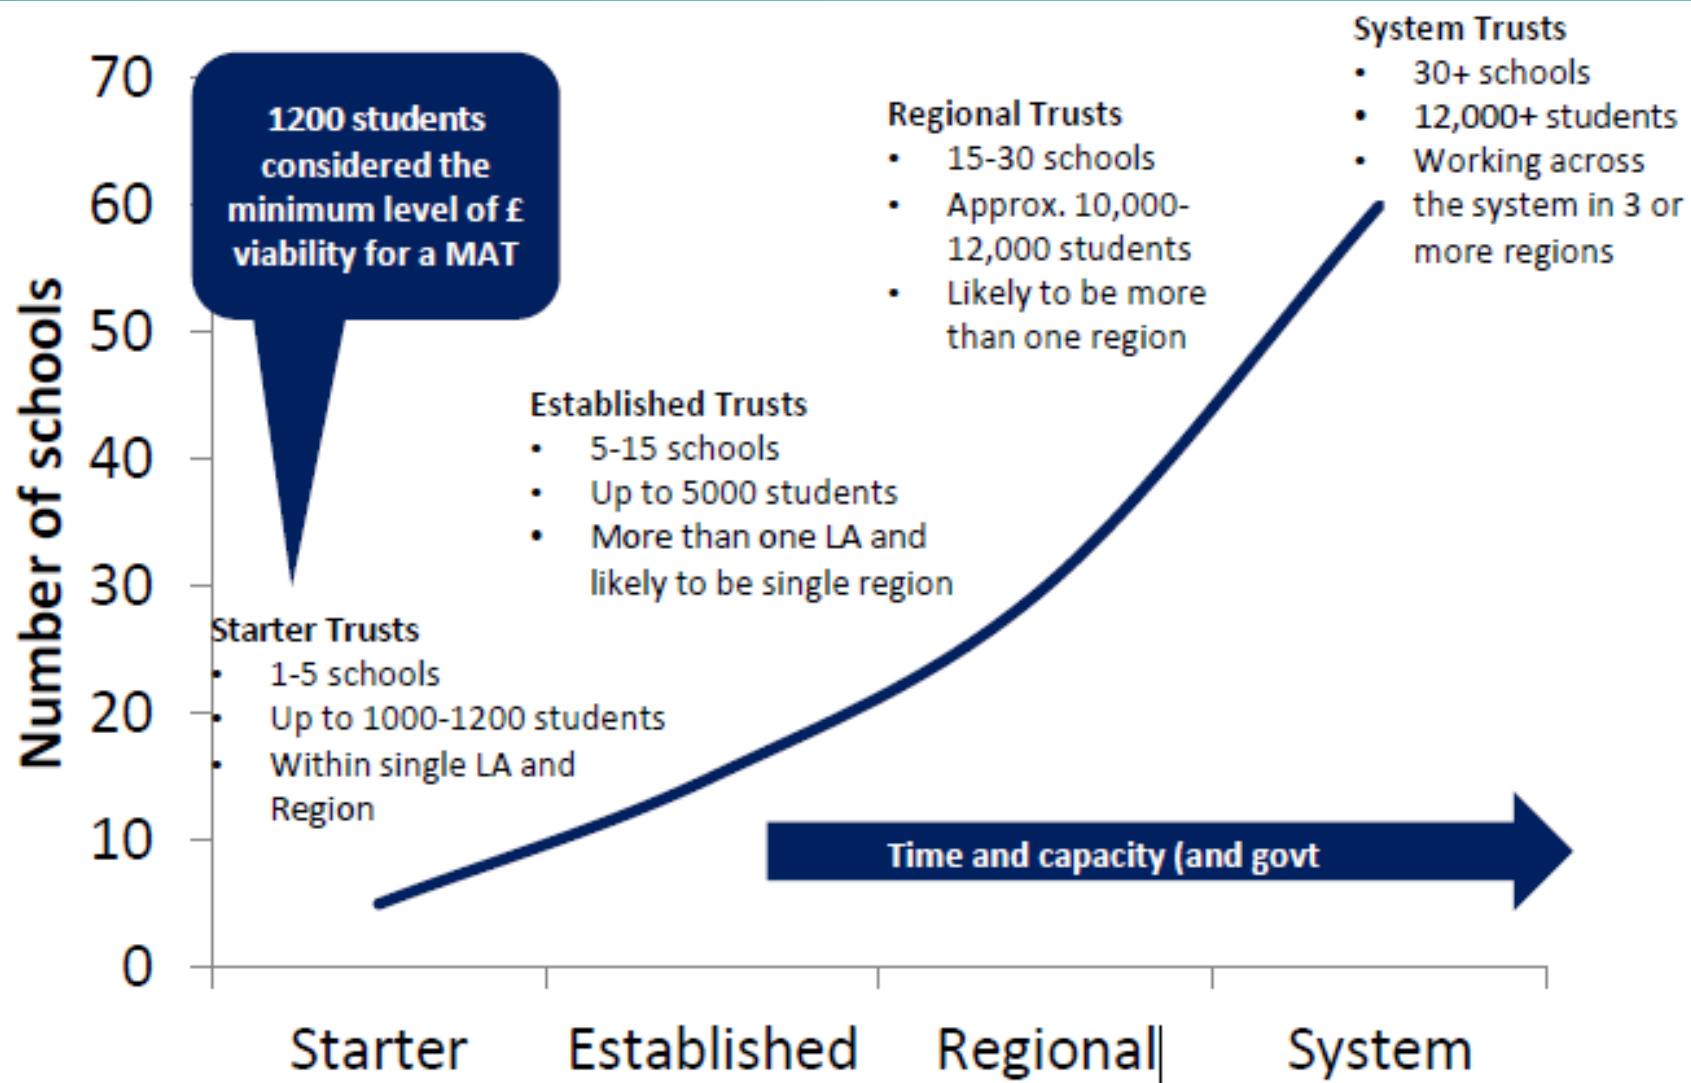 System Trusts
• 30+ schools
• 12,000+ students
• Working across
the system in 3 or
more regions
Regional Trusts
• 15-30 schools
• Approx. 10,000-
12,000 students
• Likely to be more
than one region
1200 students
considered the
minimum level of £
viability for a MAT
Established Trusts
• 5-15 schools
• Up to 5000 students
• More than one LA and
likely to be single region
Starter Trusts
• 1-5 schools
• Up to 1000-1200 students
• Within single LA and
Region
Time and capacity (and govt
Number of schools
70
60
50
40
30
20
10
0
Starter
Established
Regional
System